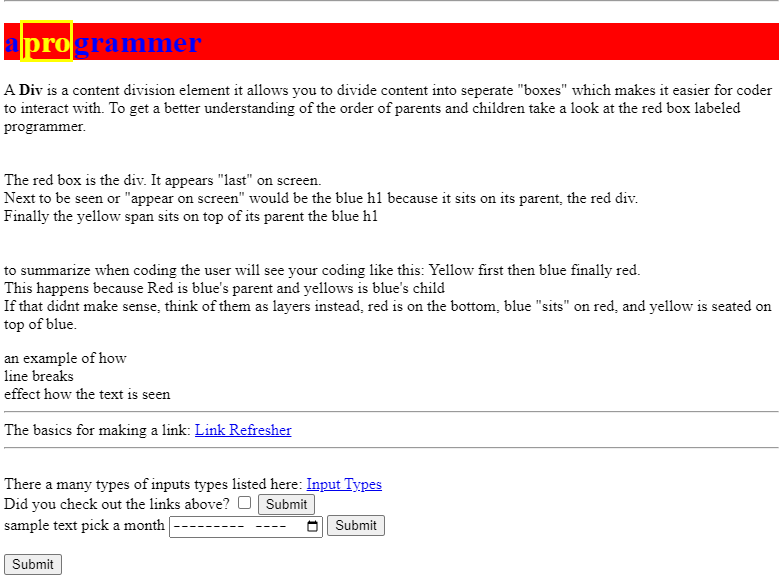 aprogrammer
A Div is a content division element it allows you to divide content into seperate "boxes" which makes it easier for coder
to interact with. To get a better understanding of the order of parents and children take a look at the red box labeled
programmer.
The red box is the div. It appears "last" on screen.
Next to be seen or "appear on screen" would be the blue h1 because it sits on its parent, the red div.
Finally the yellow span sits on top of its parent the blue h1
to summarize when coding the user will see your coding like this: Yellow first then blue finally red.
This happens because Red is blue's parent and yellows is blue's child
If that didnt make sense, think of them as layers instead, red is on the bottom, blue "sits" on red, and yellow is seated on
top of blue.
an example of how
line breaks
effect how the text is seen
The basics for making a link: Link Refresher
There a many types of inputs types listed here: Input Types
Did you check out the links above? Submit
sample text pick a month --------- ---- Submit
Submit